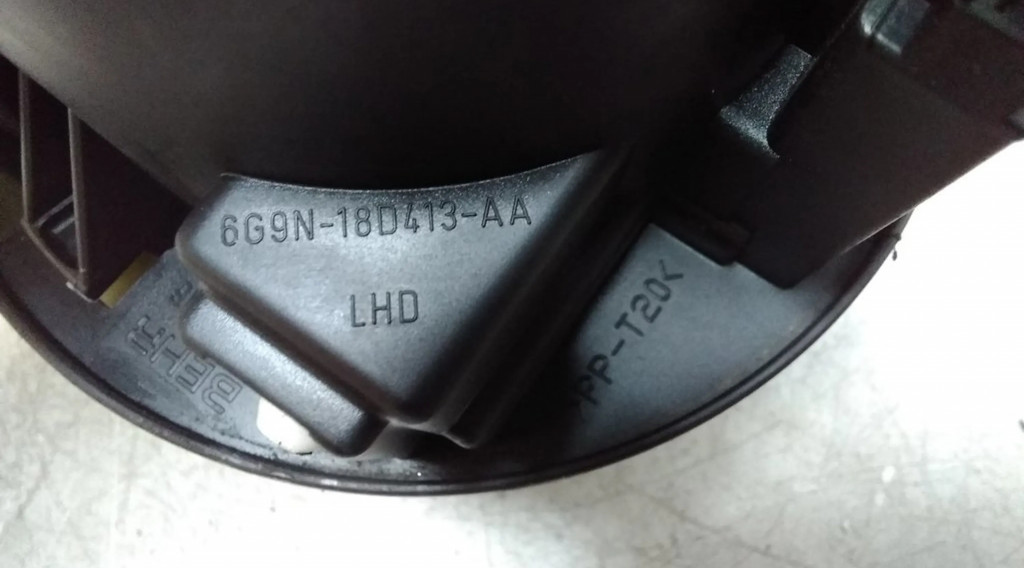 6G9N-18D413-AA
LHD
>PP-T20<
BEHR